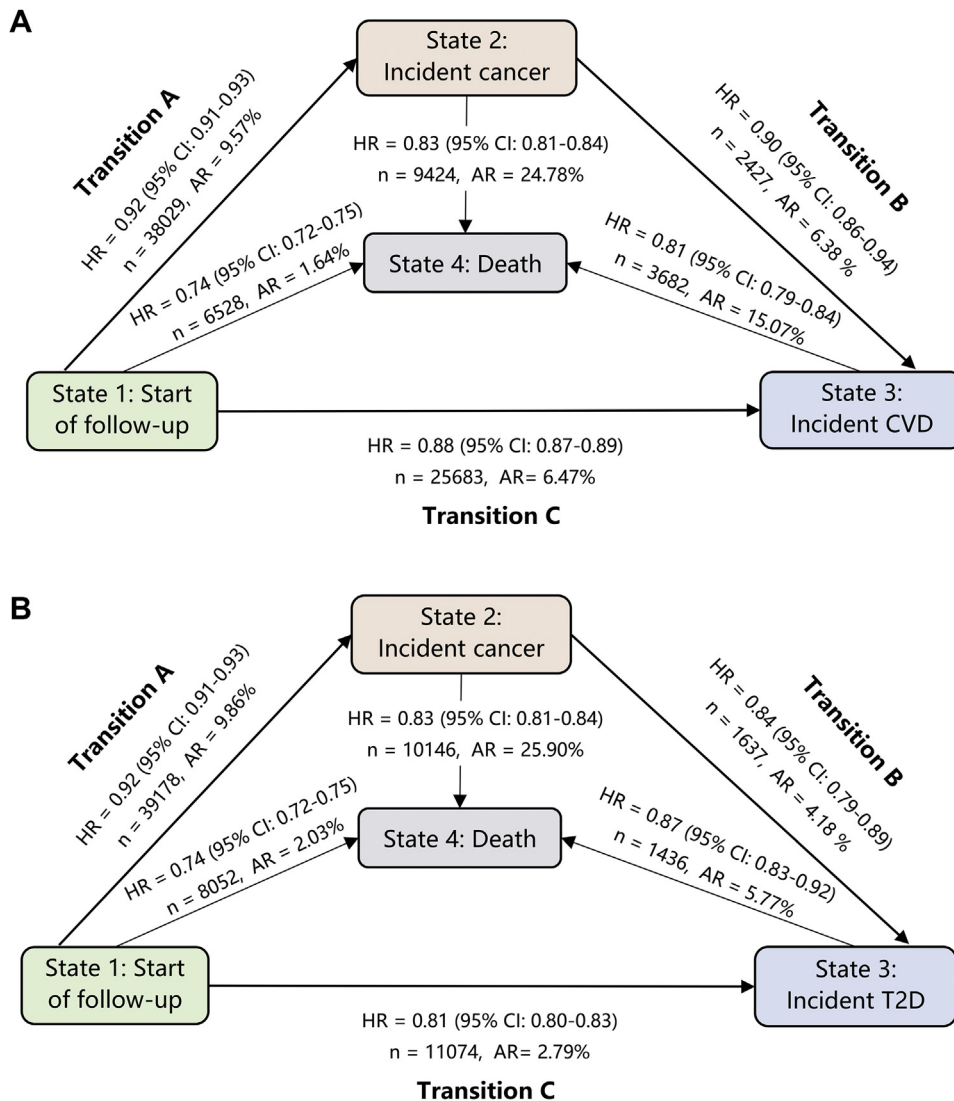 A
State 2:
Incident cancer
Transition A
HR = 0.92 (95% CI: 0.91-0.93)
n = 38029, AR = 9.57%
HR = 0.83 (95% CI: 0.81-0.84)
n = 9424, AR = 24.78%
Transition B
HR = 0.90 (95% CI: 0.86-0.94)
n = 2427, AR = 6.38 %
HR = 0.74 (95% CI: 0.72-0.75)
n = 6528, AR = 1.64%
State 4: Death
HR = 0.81 (95% CI: 0.79-0.84)
n = 3682, AR = 15.07%
State 1: Start
of follow-up
State 3:
Incident CVD
HR = 0.88 (95% CI: 0.87-0.89)
n = 25683, AR= 6.47%
Transition C
B
State 2:
Incident cancer
Transition A
HR = 0.92 (95% CI: 0.91-0.93)
n = 39178, AR = 9.86%
HR = 0.83 (95% CI: 0.81-0.84)
n = 10146, AR = 25.90%
Transition B
HR = 0.84 (95% CI: 0.79-0.89)
n = 1637, AR = 4.18 %
HR = 0.74 (95% CI: 0.72-0.75)
n = 8052, AR = 2.03%
State 4: Death
HR = 0.87 (95% CI: 0.83-0.92)
n = 1436, AR = 5.77%
State 1: Start
of follow-up
State 3:
Incident T2D
HR = 0.81 (95% CI: 0.80-0.83)
n = 11074, AR= 2.79%
Transition C